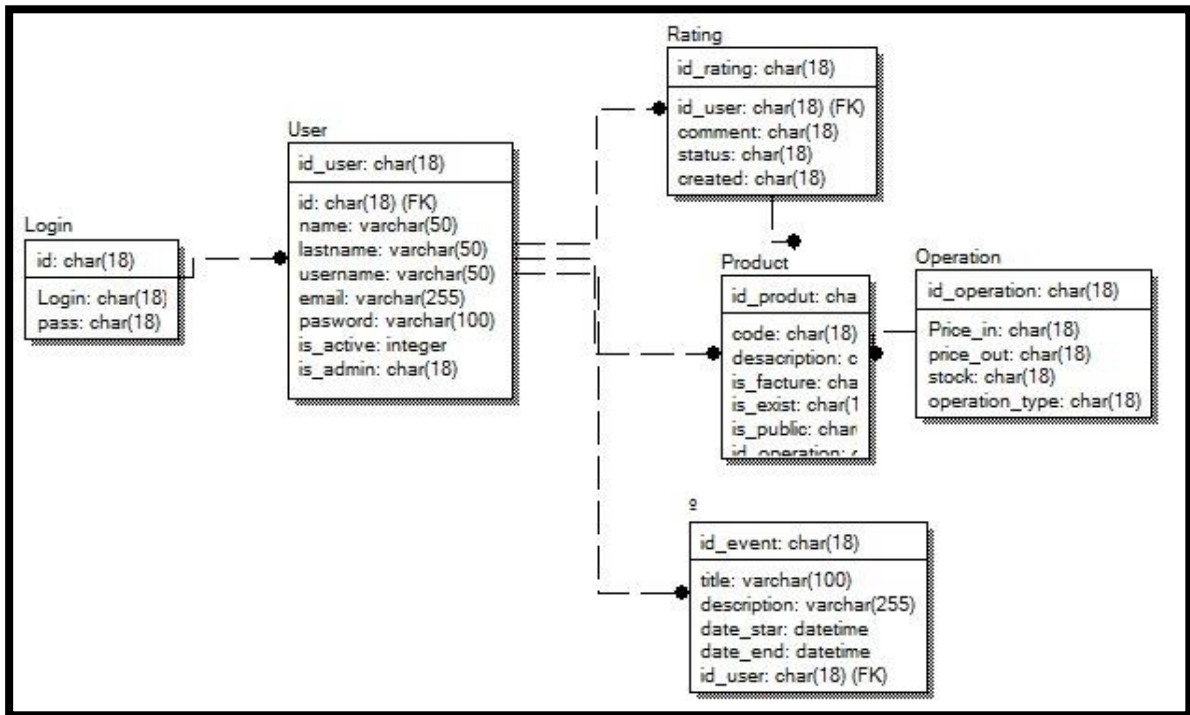 Login
id: char(18)
Login: char(18)
pass: char(18)
User
id_user: char(18)
id: char(18) (FK)
name: varchar(50)
lastname: varchar(50)
username: varchar(50)
email: varchar(255)
pasword: varchar(100)
is_active: integer
is_admin: char(18)
Rating
id_rating: char(18)
id_user: char(18) (FK)
comment: char(18)
status: char(18)
created: char(18)
Product
id_produt: cha
code: char(18)
desacription: c
is_facture: cha
is_exist: char(1
is_public: char
id_operation:
Operation
id_operation: char(18)
Price_in: char(18)
price_out: char(18)
stock: char(18)
operation_type: char(18)
º
id_event: char(18)
title: varchar(100)
description: varchar(255)
date_star: datetime
date_end: datetime
id_user: char(18) (FK)